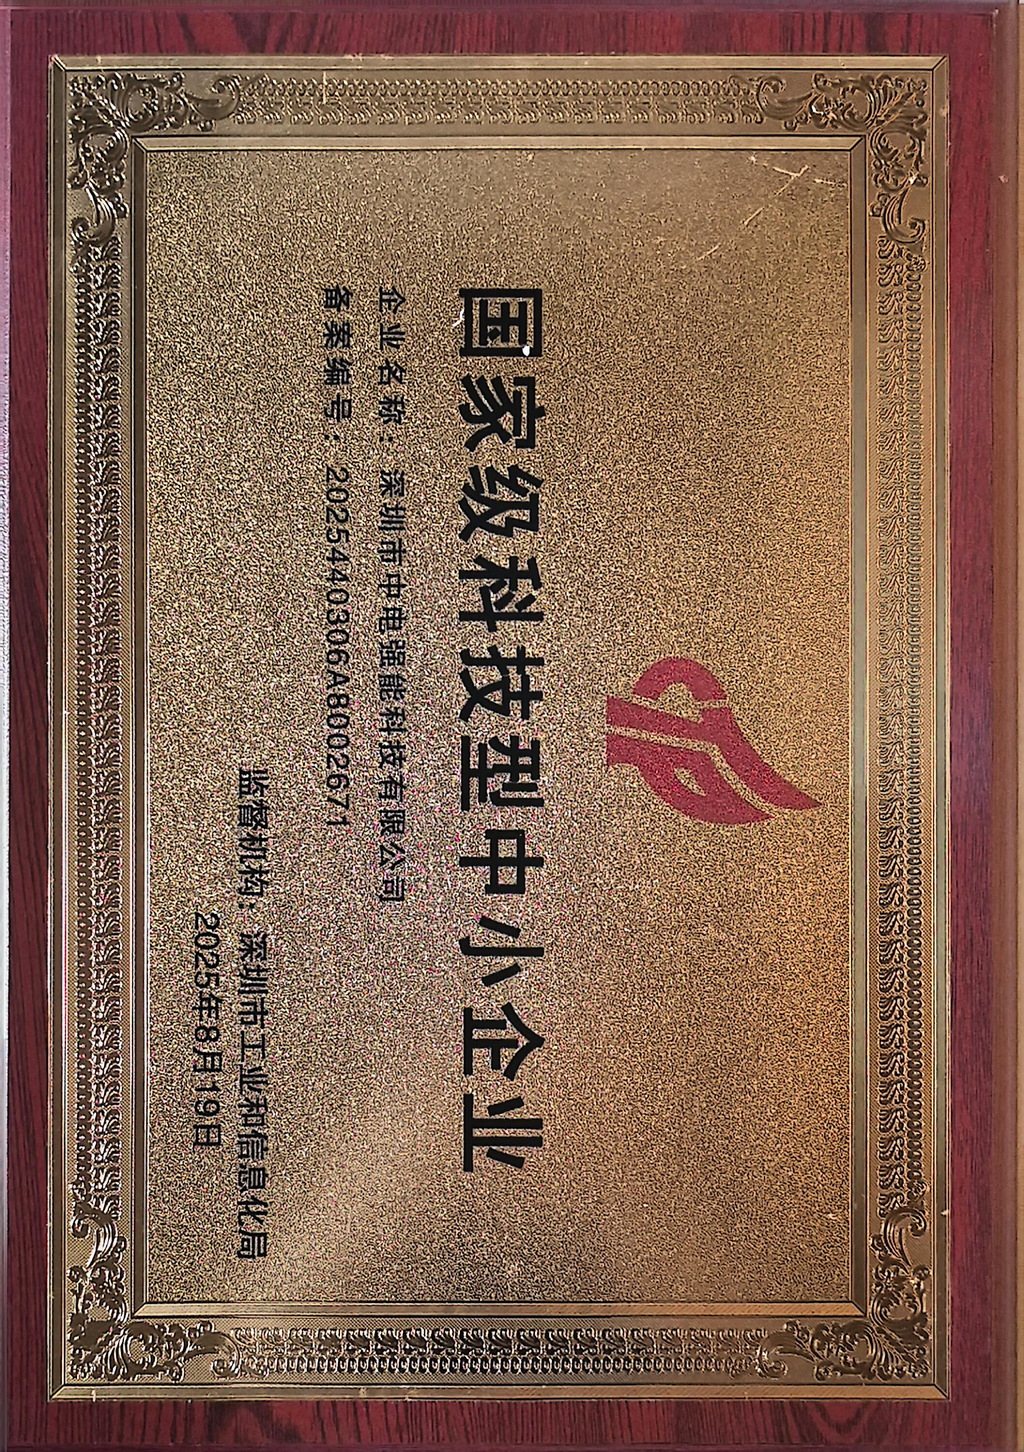 国家级科技型中小企业
企业名称：深圳市中电强能科技有限公司
备案编号：2025440306A8002671
监督机构：深圳市工业和信息化局
2025年8月19日